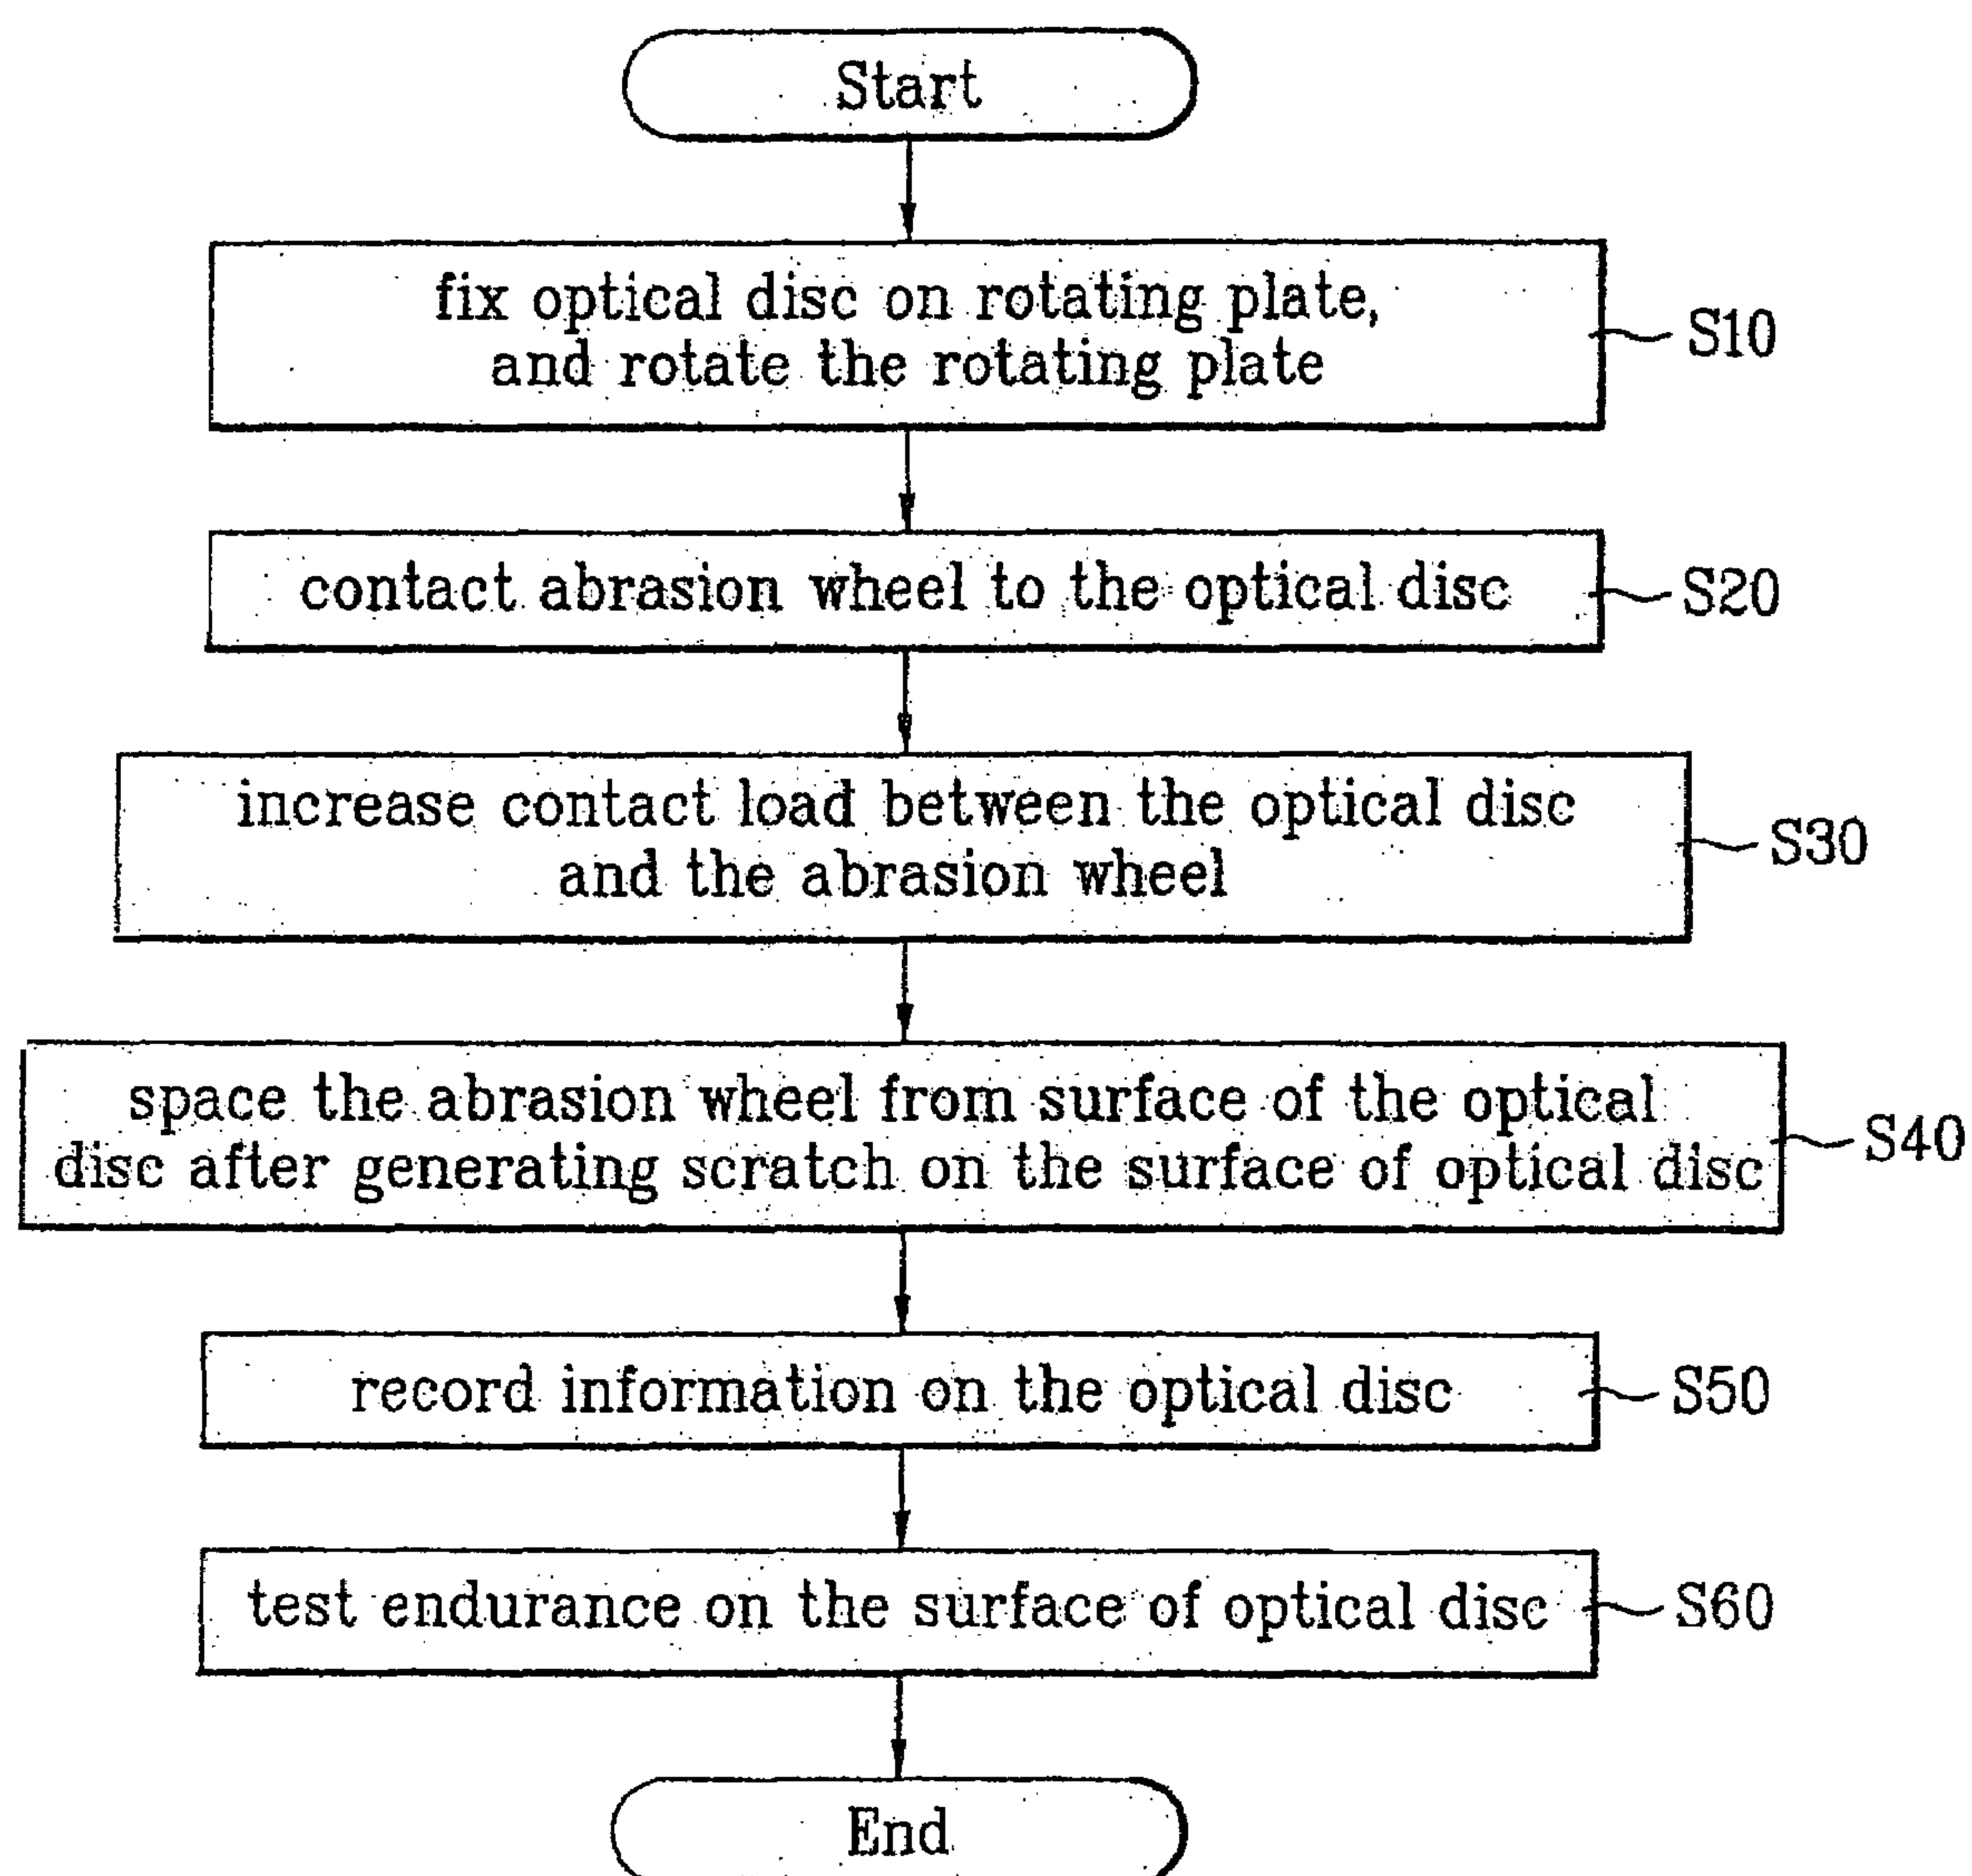 Start
fix optical disc on rotating plate,
and rotate the rotating plate
S10
contact abrasion wheel to the optical disc
S20
increase contact load between the optical disc
and the abrasion wheel
S30
space the abrasion wheel from surface of the optical
disc after generating scratch on the surface of optical disc
S40
record information on the optical disc
S50
test endurance on the surface of optical disc
S60
End